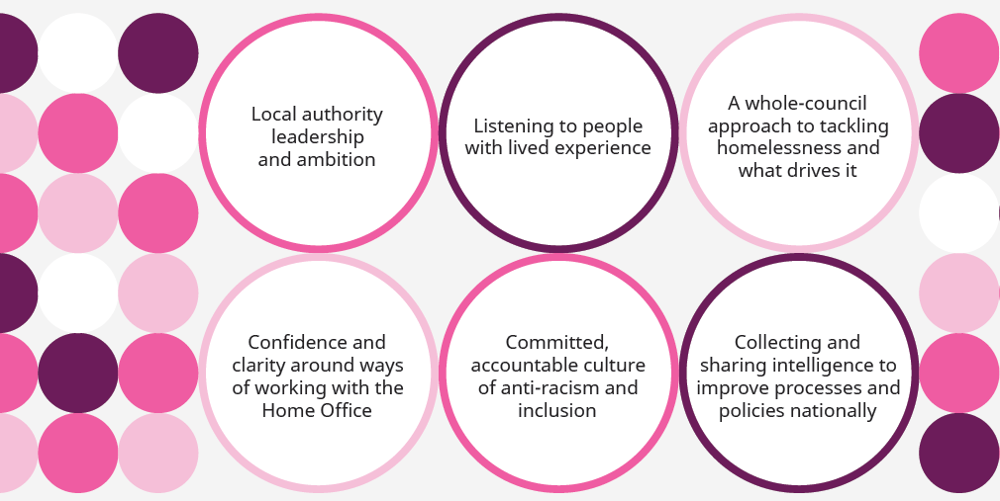 Local authority
leadership
and ambition
Listening to people
with lived experience
A whole-council
approach to tackling
homelessness and
what drives it
Confidence and
clarity around ways
of working with the
Home Office
Committed,
accountable culture
of anti-racism and
inclusion
Collecting and
sharing intelligence to
improve processes and
policies nationally